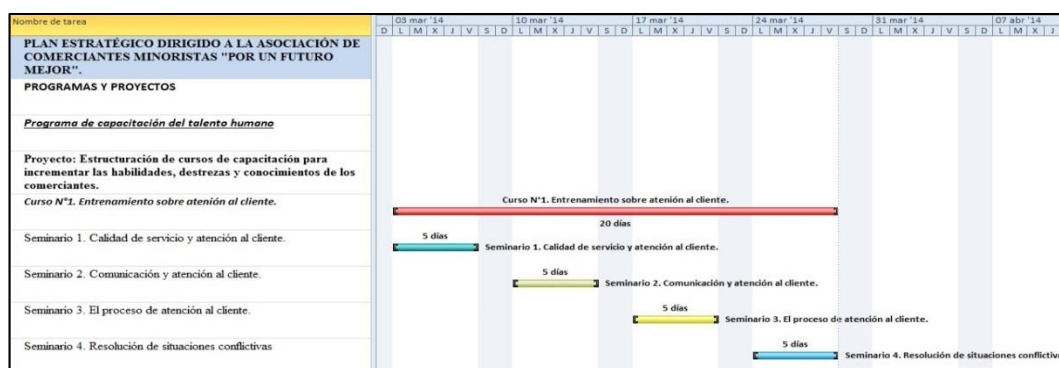 Nombre de tarea
03 mar '14 10 mar '14 17 mar '14 24 mar '14 31 mar '14 07 abr '14
D L M X J V S D L M X J V S D L M X J V S D L M X J V S D L M X J V S D L M X J
PLAN ESTRATÉGICO DIRIGIDO A LA ASOCIACIÓN DE
COMERCIANTES MINORISTAS "POR UN FUTURO
MEJOR".
PROGRAMAS Y PROYECTOS
Programa de capacitación del talento humano
Proyecto: Estructuración de cursos de capacitación para
incrementar las habilidades, destrezas y conocimientos de los
comerciantes.
Curso N°1. Entrenamiento sobre atenión al cliente.
Curso N°1. Entrenamiento sobre atenión al cliente.
20 días
Seminario 1. Calidad de servicio y atención al cliente.
5 días
Seminario 1. Calidad de servicio y atención al cliente.
Seminario 2. Comunicación y atención al cliente.
5 días
Seminario 2. Comunicación y atención al cliente.
Seminario 3. El proceso de atención al cliente.
5 días
Seminario 3. El proceso de atención al cliente.
Seminario 4. Resolución de situaciones conflictivas
5 días
Seminario 4. Resolución de situaciones conflictiva